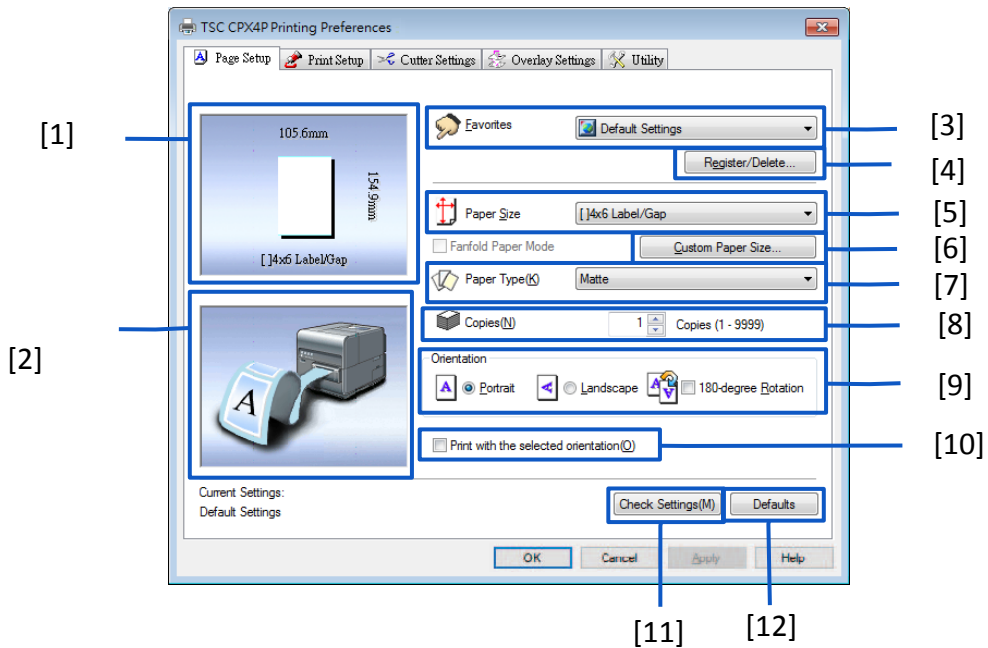 TSC CPX4P Printing Preferences
Page Setup Print Setup Cutter Settings Overlay Settings Utility
[1]
105.6mm
154.9mm
[ ]4x6 Label/Gap
Favorites Default Settings
[3]
Register/Delete...
[4]
Paper Size [ ]4x6 Label/Gap
[5]
Fanfold Paper Mode Custom Paper Size...
[6]
Paper Type(K) Matte
[7]
Copies(N) 1 Copies (1 - 9999)
[8]
[2]
A
Orientation
A Portrait A Landscape A A 180-degree Rotation
[9]
Print with the selected orientation(O)
[10]
Current Settings:
Default Settings
Check Settings(M) Defaults
OK Cancel Apply Help
[11] [12]